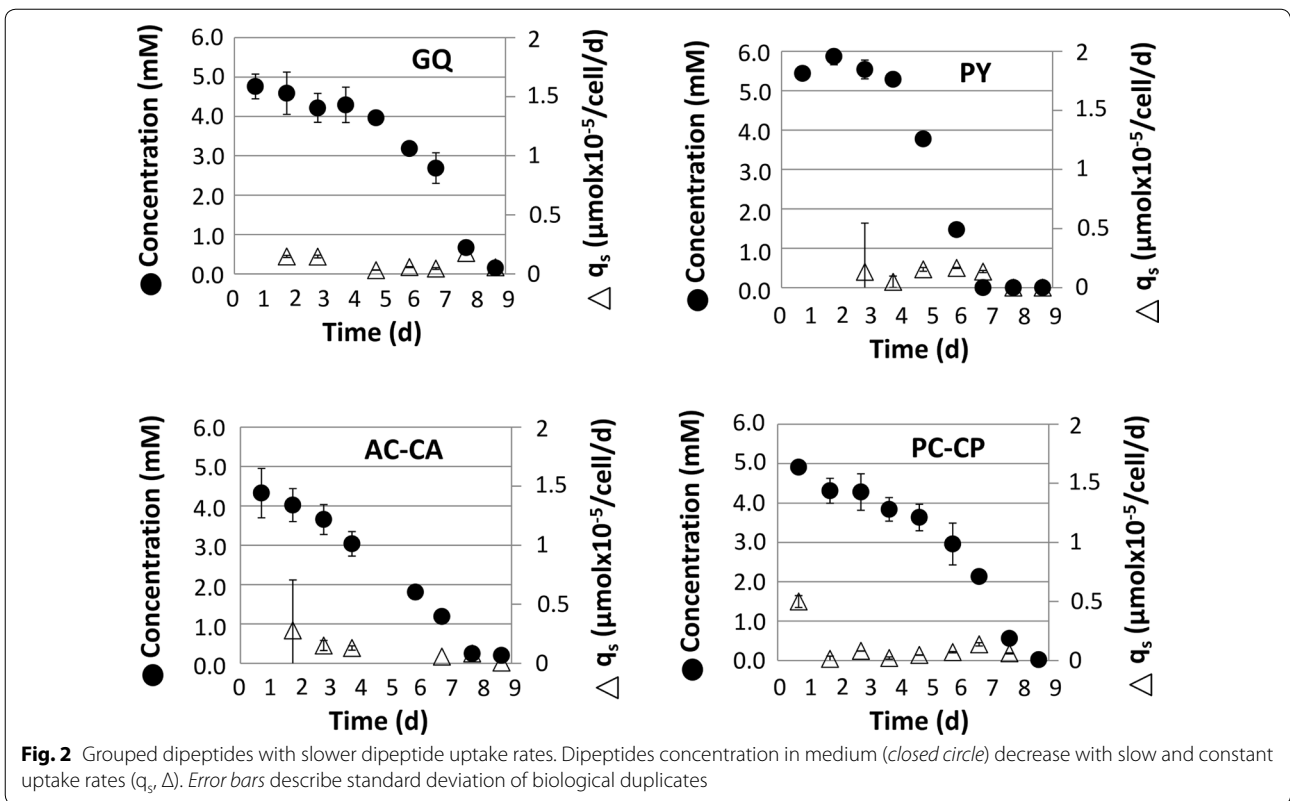 GQ
Concentration (mM)
6.0
5.0
4.0
3.0
2.0
1.0
0.0
2
1.5
1
0.5
0
qs (µmolx10-5/cell/d)
0 1 2 3 4 5 6 7 8 9
Time (d)
PY
Concentration (mM)
6.0
5.0
4.0
3.0
2.0
1.0
0.0
2
1.5
1
0.5
0
qs (µmolx10-5/cell/d)
0 1 2 3 4 5 6 7 8 9
Time (d)
AC-CA
Concentration (mM)
6.0
5.0
4.0
3.0
2.0
1.0
0.0
2
1.5
1
0.5
0
qs (µmolx10-5/cell/d)
0 1 2 3 4 5 6 7 8 9
Time (d)
PC-CP
Concentration (mM)
6.0
5.0
4.0
3.0
2.0
1.0
0.0
2
1.5
1
0.5
0
qs (µmolx10-5/cell/d)
0 1 2 3 4 5 6 7 8 9
Time (d)
Fig. 2 Grouped dipeptides with slower dipeptide uptake rates. Dipeptides concentration in medium (closed circle) decrease with slow and constant
uptake rates (qs, Δ). Error bars describe standard deviation of biological duplicates